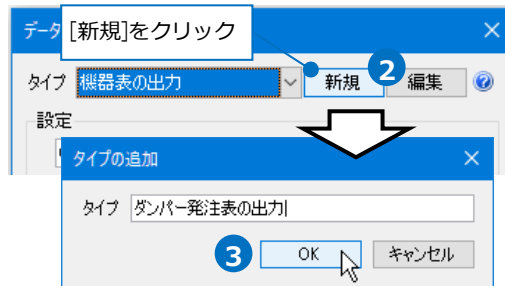 データ
[新規]をクリック
タイプ 機器表の出力 新規 2 編集
設定
タイプの追加
タイプ ダンパー発注表の出力
3 OK キャンセル